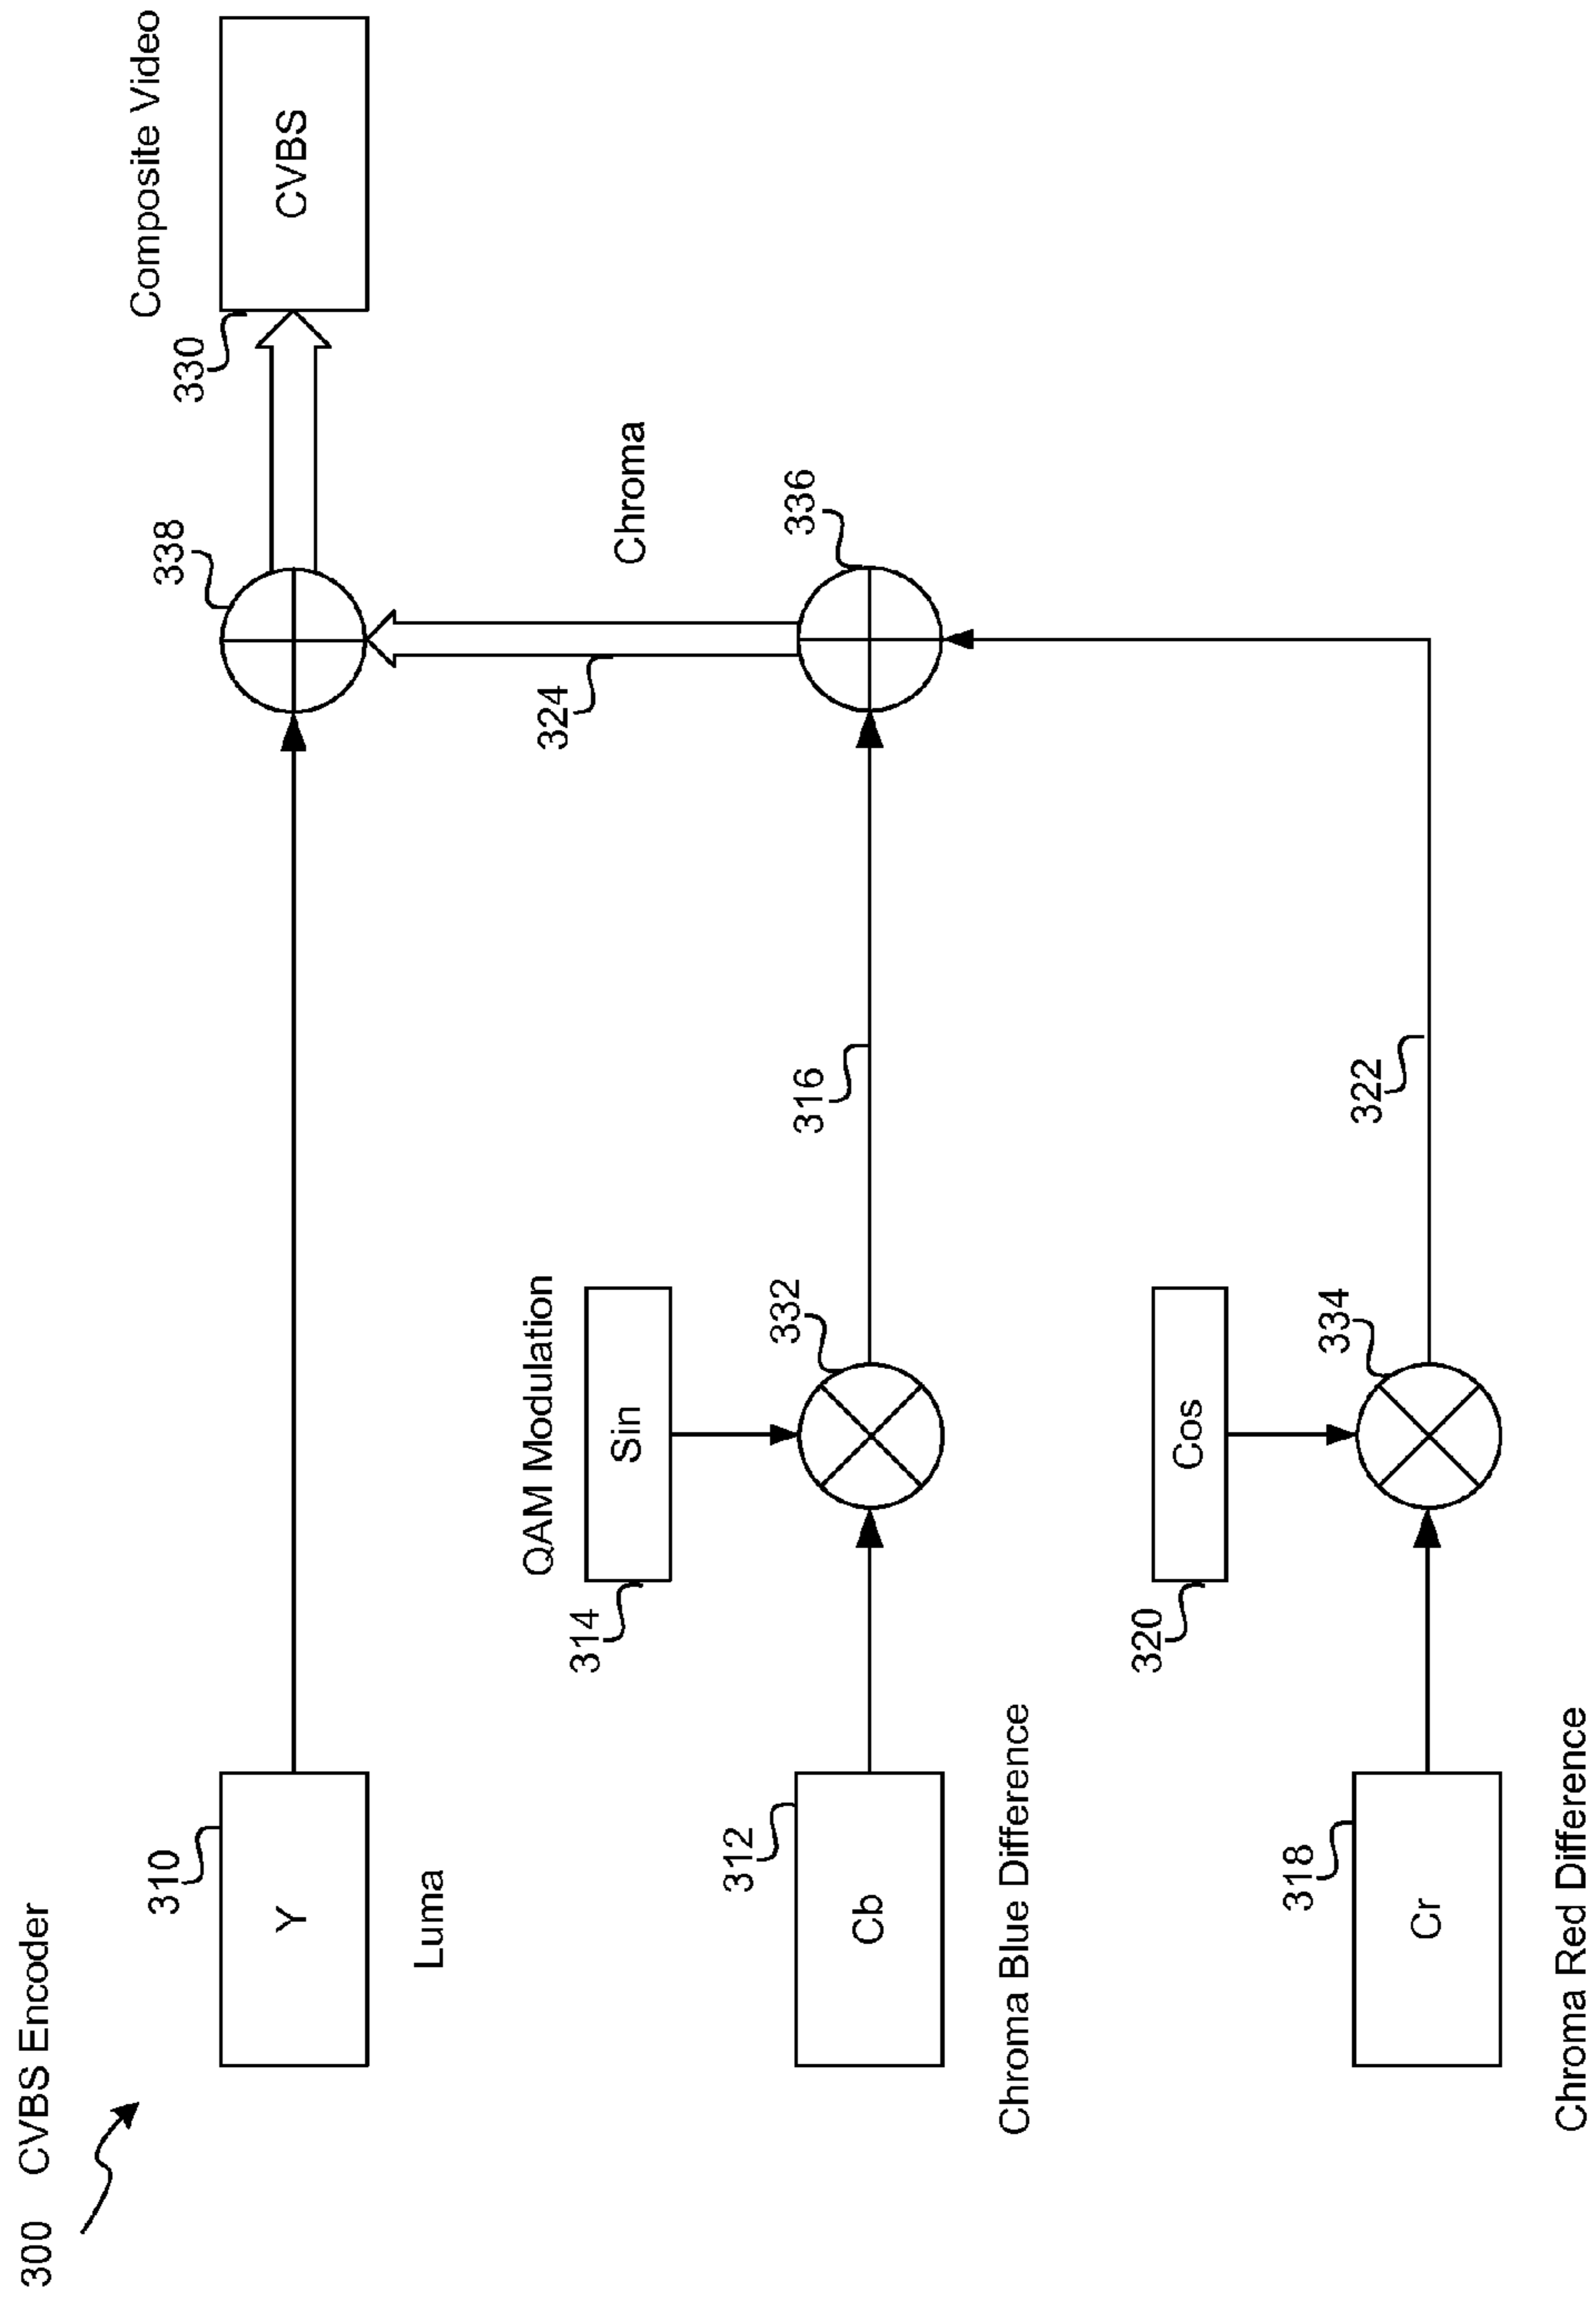 300 CVBS Encoder
310
Y
Luma
338
330
Composite Video
CVBS
QAM Modulation
314
Sin
324
Chroma
312
Cb
Chroma Blue Difference
332
316
336
320
Cos
318
Cr
Chroma Red Difference
334
322